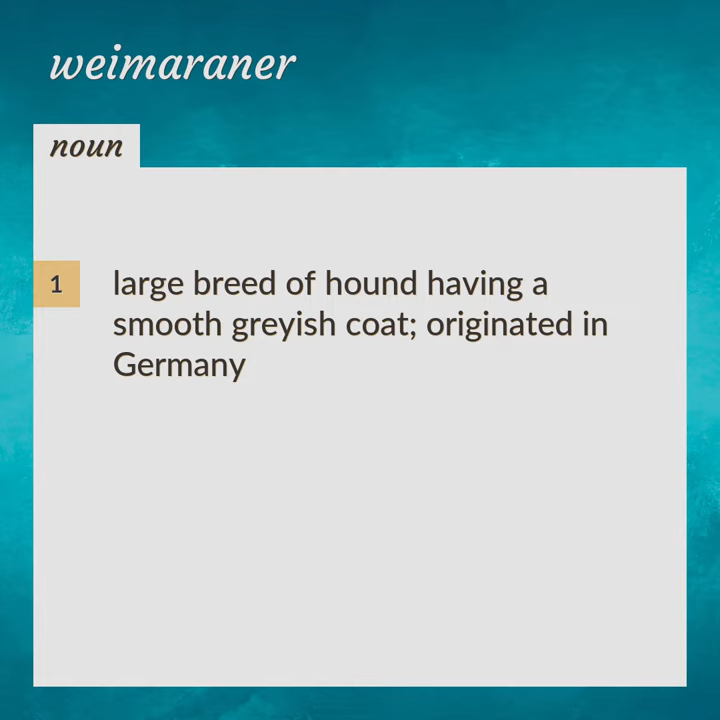 weimaraner
noun
1 large breed of hound having a
smooth greyish coat; originated in
Germany